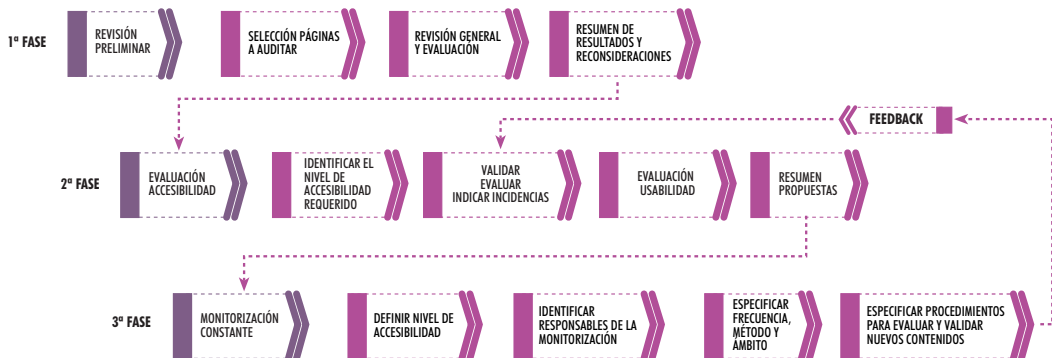 1ª FASE
REVISIÓN
PRELIMINAR
SELECCIÓN PÁGINAS
A AUDITAR
REVISIÓN GENERAL
Y EVALUACIÓN
RESUMEN DE
RESULTADOS Y
RECONSIDERACIONES
FEEDBACK
2ª FASE
EVALUACIÓN
ACCESIBILIDAD
IDENTIFICAR EL
NIVEL DE
ACCESIBILIDAD
REQUERIDO
VALIDAR
EVALUAR
INDICAR INCIDENCIAS
EVALUACIÓN
USABILIDAD
RESUMEN
PROPUESTAS
3ª FASE
MONITORIZACIÓN
CONSTANTE
DEFINIR NIVEL DE
ACCESIBILIDAD
IDENTIFICAR
RESPONSABLES DE LA
MONITORIZACIÓN
ESPECIFICAR
FRECUENCIA,
MÉTODO Y
ÁMBITO
ESPECIFICAR PROCEDIMIENTOS
PARA EVALUAR Y VALIDAR
NUEVOS CONTENIDOS